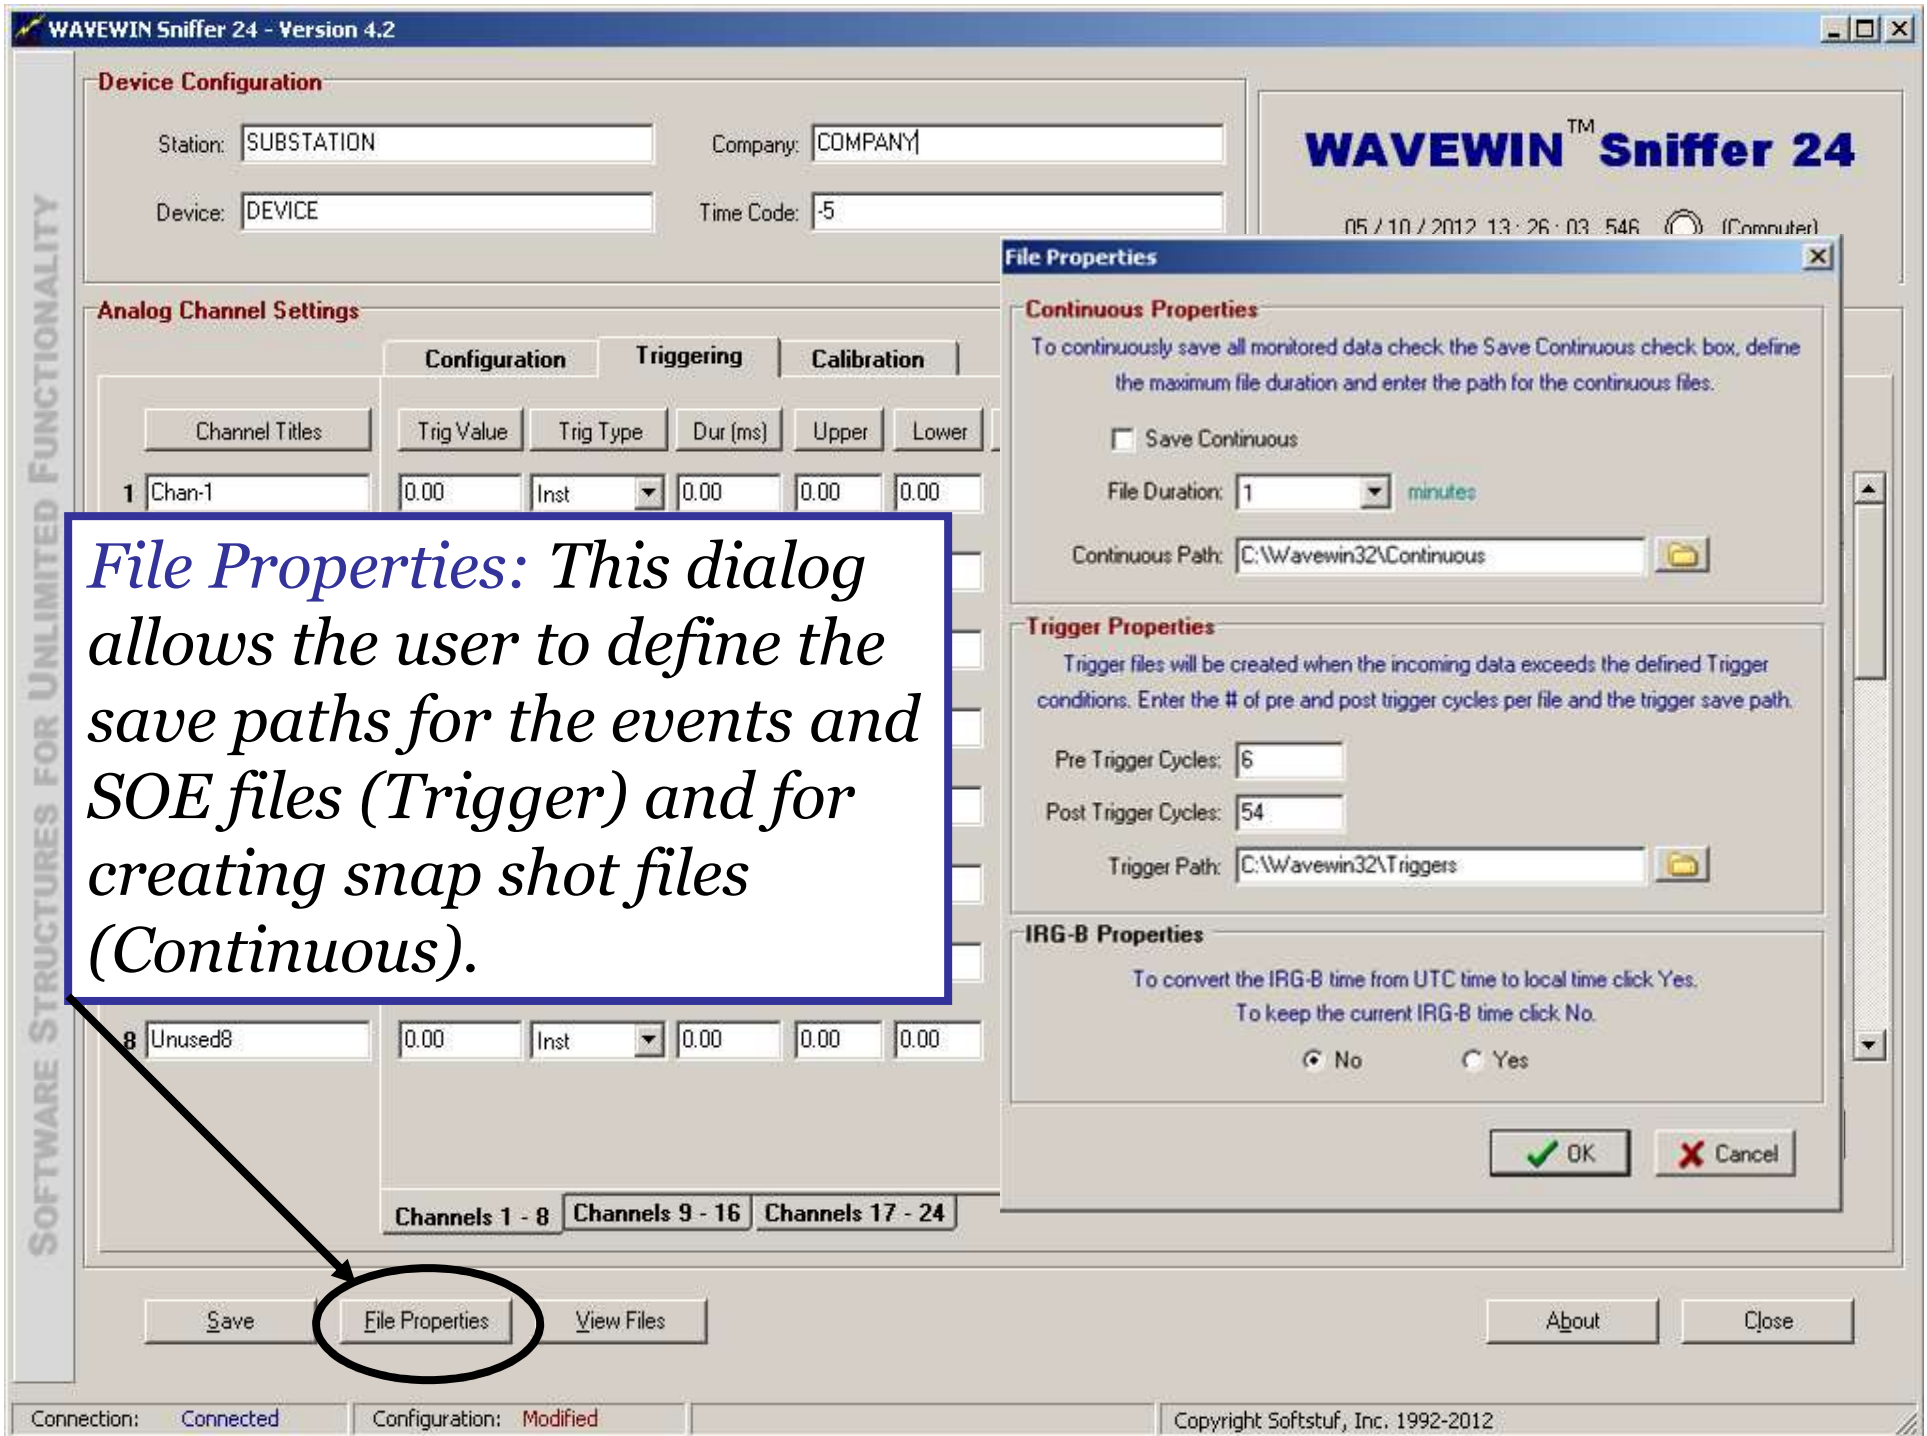 WAVEWIN Sniffer 24 - Version 4.2
SOFTWARE STRUCTURES FOR UNLIMITED FUNCTIONALITY
Device Configuration
Station: SUBSTATION
Company: COMPANY
Device: DEVICE
Time Code: -5
WAVEWIN™ Sniffer 24
05 / 10 / 2012 13 : 26 : 03 . 546 (Computer)
Analog Channel Settings
Configuration Triggering Calibration
Channel Titles Trig Value Trig Type Dur (ms) Upper Lower
1 Chan-1 0.00 Inst 0.00 0.00 0.00
File Properties: This dialog
allows the user to define the
save paths for the events and
SOE files (Trigger) and for
creating snap shot files
(Continuous).
8 Unused8 0.00 Inst 0.00 0.00 0.00
Channels 1 - 8 Channels 9 - 16 Channels 17 - 24
File Properties
Continuous Properties
To continuously save all monitored data check the Save Continuous check box, define
the maximum file duration and enter the path for the continuous files.
Save Continuous
File Duration: 1 minutes
Continuous Path: C:\Wavewin32\Continuous
Trigger Properties
Trigger files will be created when the incoming data exceeds the defined Trigger
conditions. Enter the # of pre and post trigger cycles per file and the trigger save path.
Pre Trigger Cycles: 6
Post Trigger Cycles: 54
Trigger Path: C:\Wavewin32\Triggers
IRG-B Properties
To convert the IRG-B time from UTC time to local time click Yes.
To keep the current IRG-B time click No.
No Yes
OK Cancel
Save File Properties View Files About Close
Connection: Connected Configuration: Modified Copyright Softstuf, Inc. 1992-2012